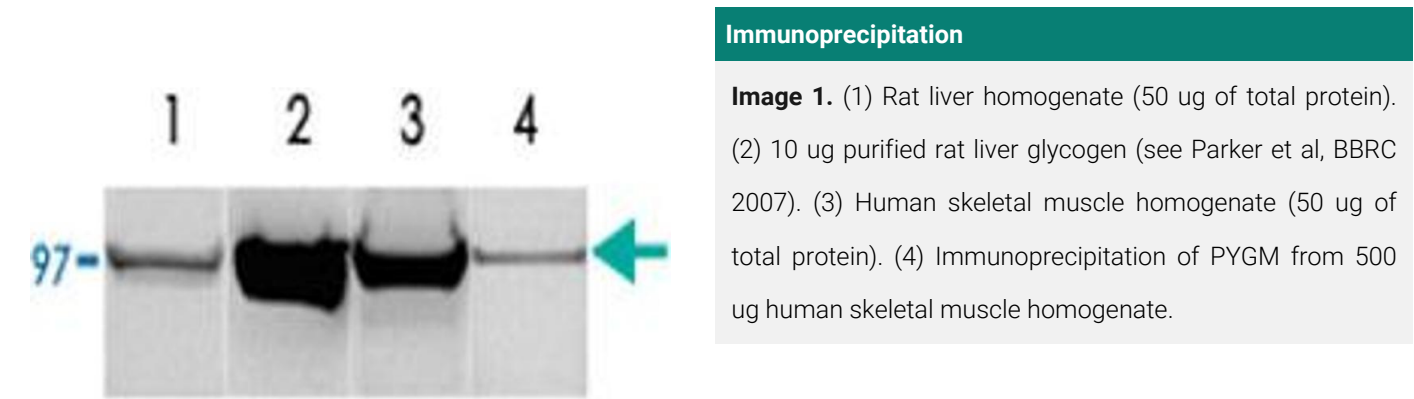 1 2 3 4
97-
Immunoprecipitation
Image 1. (1) Rat liver homogenate (50 ug of total protein).
(2) 10 ug purified rat liver glycogen (see Parker et al, BBRC
2007). (3) Human skeletal muscle homogenate (50 ug of
total protein). (4) Immunoprecipitation of PYGM from 500
ug human skeletal muscle homogenate.